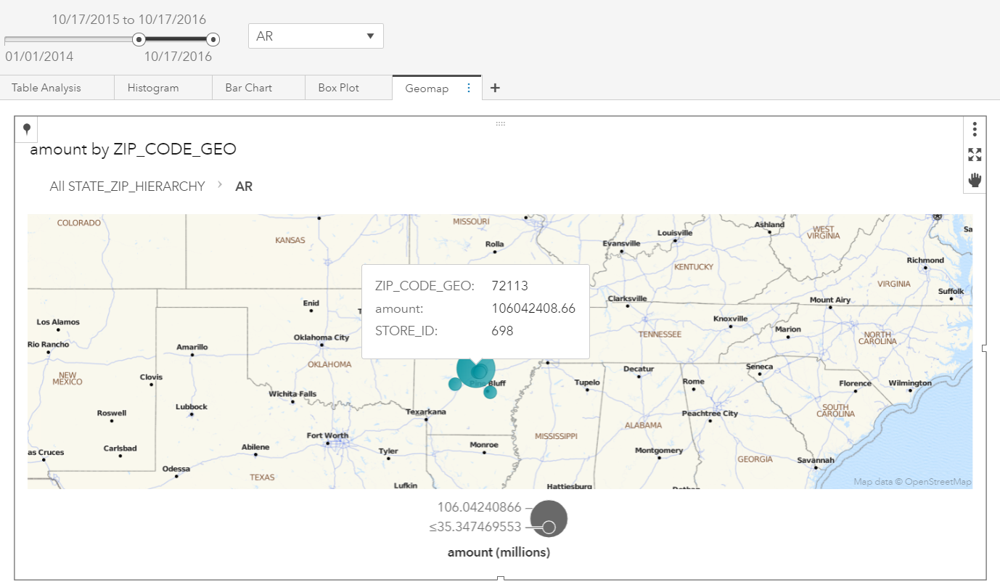 10/17/2015 to 10/17/2016
01/01/2014
10/17/2016
AR
Table Analysis
Histogram
Bar Chart
Box Plot
Geomap
+
amount by ZIP_CODE_GEO
All STATE_ZIP_HIERARCHY > AR
COLORADO
MISSOURI
KANSAS
Rolla
Evansville
Louisville
Ashland
WEST
VIRGINIA
Sa
Richmond
KENTUCKY
VIRGINIA
Suffolk
ZIP_CODE_GEO: 72113
amount: 106042408.66
STORE_ID: 698
Enid
T
Clarksville
Mount Airy
Los Alamos
Knoxville
Marion
Rio Rancho
Oklahoma City
TENNESSEE
NORTH
CAROLINA
Amarillo
OKLAHOMA
NEW
MEXICO
Clovis
Decatur
Seneca
Pine Bluff
Tupelo
Rome
Florence
Wilmington
Wichita Falls
Lubbock
Roswell
Texarkana
Peachtree City
SOUTH
CAROLINA
ALABAMA
Fort Worth
MISSISSIPPI
Carlsbad
Abilene
Monroe
as Cruces
Tyler
Montgomery
GEORGIA
Savannah
Odessa
TEXAS
Lufkin
Hattiesburg
Dothan
Map data © OpenStreetMap
106.04240866
≤35.347469553
amount (millions)